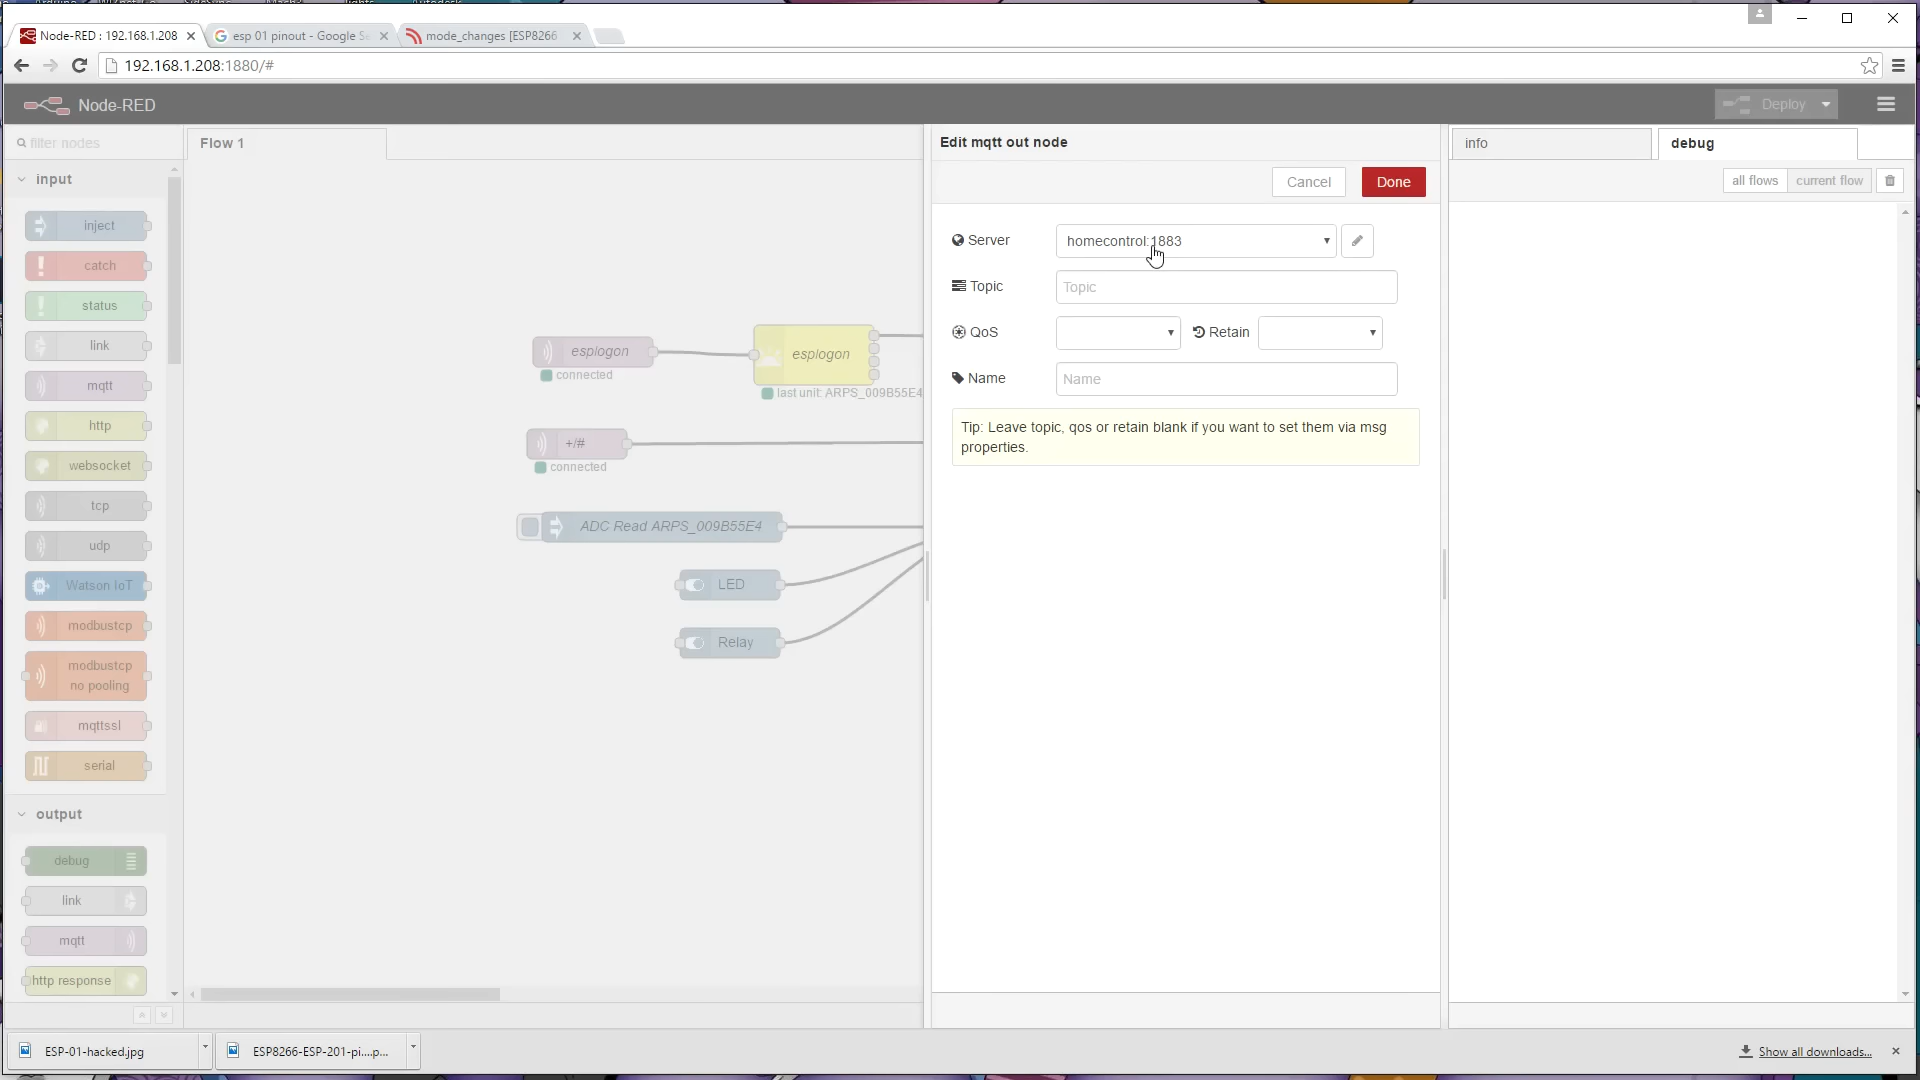 Node-RED : 192.168.1.208
esp 01 pinout - Google Se
mode_changes [ESP8266
192.168.1.208:1880/#
Node-RED
Deploy
filter nodes
Flow 1
Edit mqtt out node
info
debug
Cancel
Done
all flows
current flow
input
inject
catch
status
link
mqtt
http
websocket
tcp
udp
Watson IoT
modbustcp
modbustcp
no pooling
mqttssl
serial
output
debug
link
mqtt
http response
esplogon
connected
esplogon
last unit: ARPS_009B55E4
+/#
connected
ADC Read ARPS_009B55E4
LED
Relay
Server
homecontrol:1883
Topic
Topic
QoS
Retain
Name
Name
Tip: Leave topic, qos or retain blank if you want to set them via msg
properties.
ESP-01-hacked.jpg
ESP8266-ESP-201-pi....p...
Show all downloads...